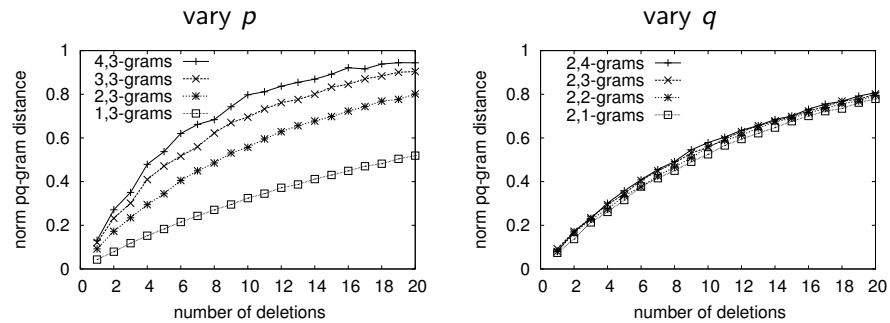 vary p
norm pq-gram distance
1
0.8
0.6
0.4
0.2
0
4,3-grams
3,3-grams
2,3-grams
1,3-grams
0 2 4 6 8 10 12 14 16 18 20
number of deletions
vary q
norm pq-gram distance
1
0.8
0.6
0.4
0.2
0
2,4-grams
2,3-grams
2,2-grams
2,1-grams
0 2 4 6 8 10 12 14 16 18 20
number of deletions